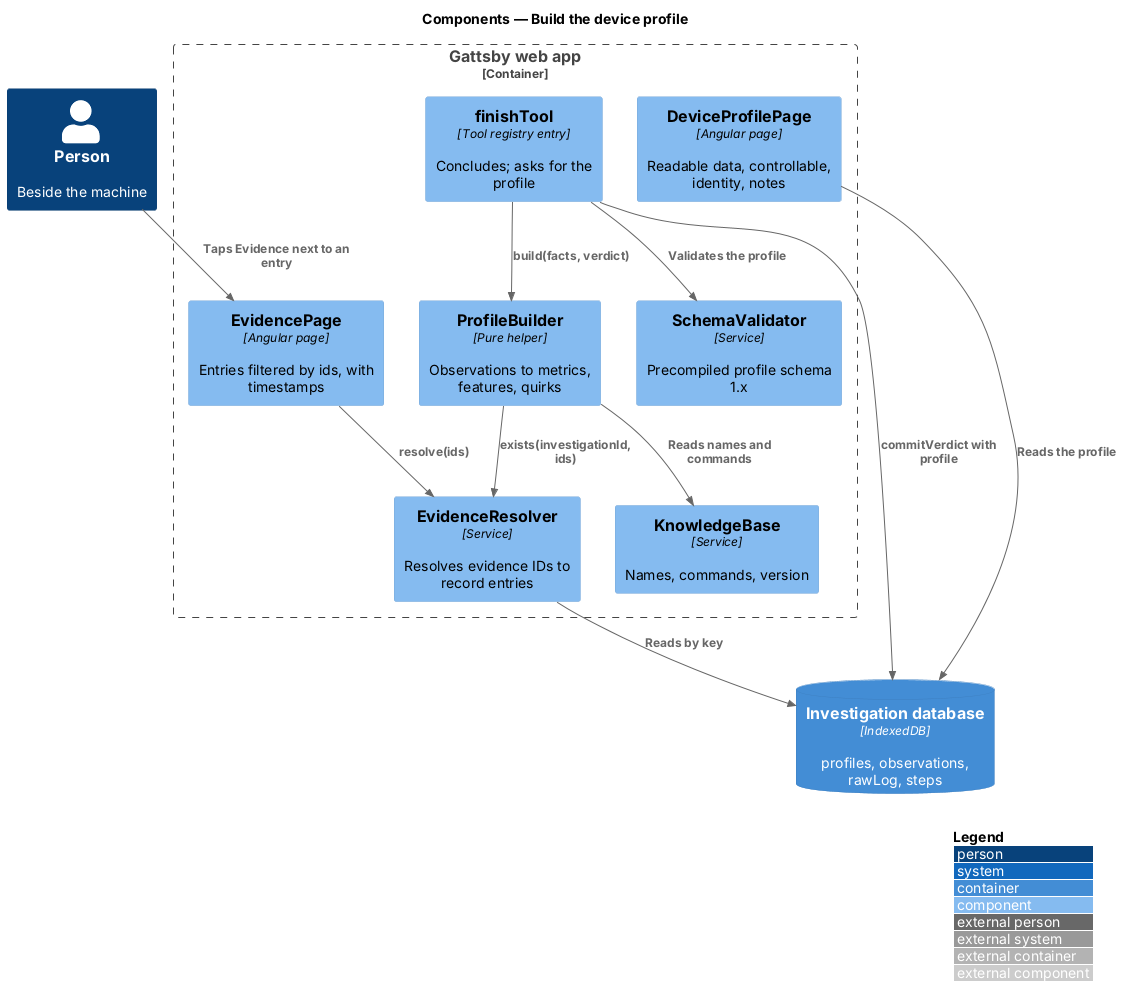 Components — Build the device profile
Gattsby web app
[Container]
Person
Beside the machine
finishTool
[Tool registry entry]
Concludes; asks for the
profile
DeviceProfilePage
[Angular page]
Readable data, controllable,
identity, notes
Taps Evidence next to an
entry
build(facts, verdict)
Validates the profile
EvidencePage
[Angular page]
Entries filtered by ids, with
timestamps
ProfileBuilder
[Pure helper]
Observations to metrics,
features, quirks
SchemaValidator
[Service]
Precompiled profile schema
1.x
resolve(ids)
exists(investigationId,
ids)
Reads names and
commands
commitVerdict with
profile
Reads the profile
EvidenceResolver
[Service]
Resolves evidence IDs to
record entries
KnowledgeBase
[Service]
Names, commands, version
Reads by key
Investigation database
[IndexedDB]
profiles, observations,
rawLog, steps
Legend
person
system
container
component
external person
external system
external container
external component